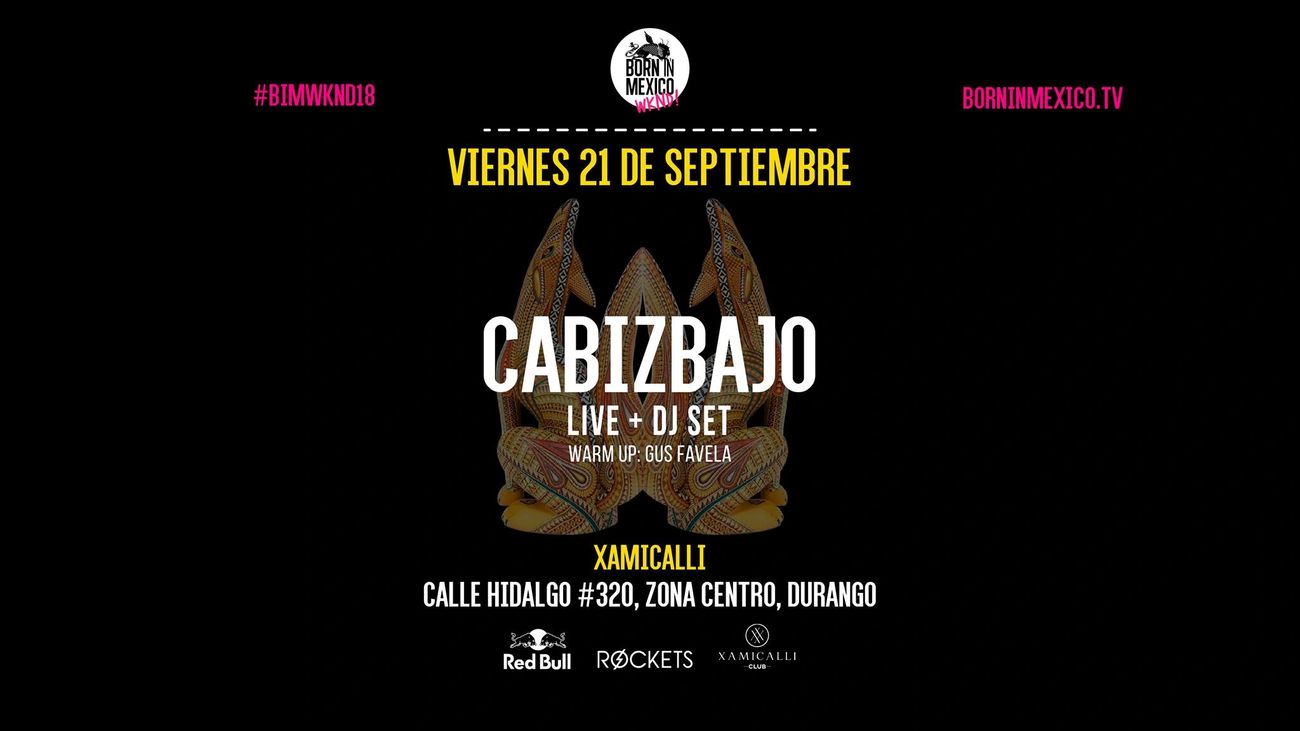 BORN IN
MEXICO
WKND!
#BIMWKND18
BORNINMEXICO.TV
VIERNES 21 DE SEPTIEMBRE
CABIZBAJO
LIVE + DJ SET
WARM UP: GUS FAVELA
XAMICALLI
CALLE HIDALGO #320, ZONA CENTRO, DURANGO
Red Bull
RØCKETS
XAMICALLI
CLUB